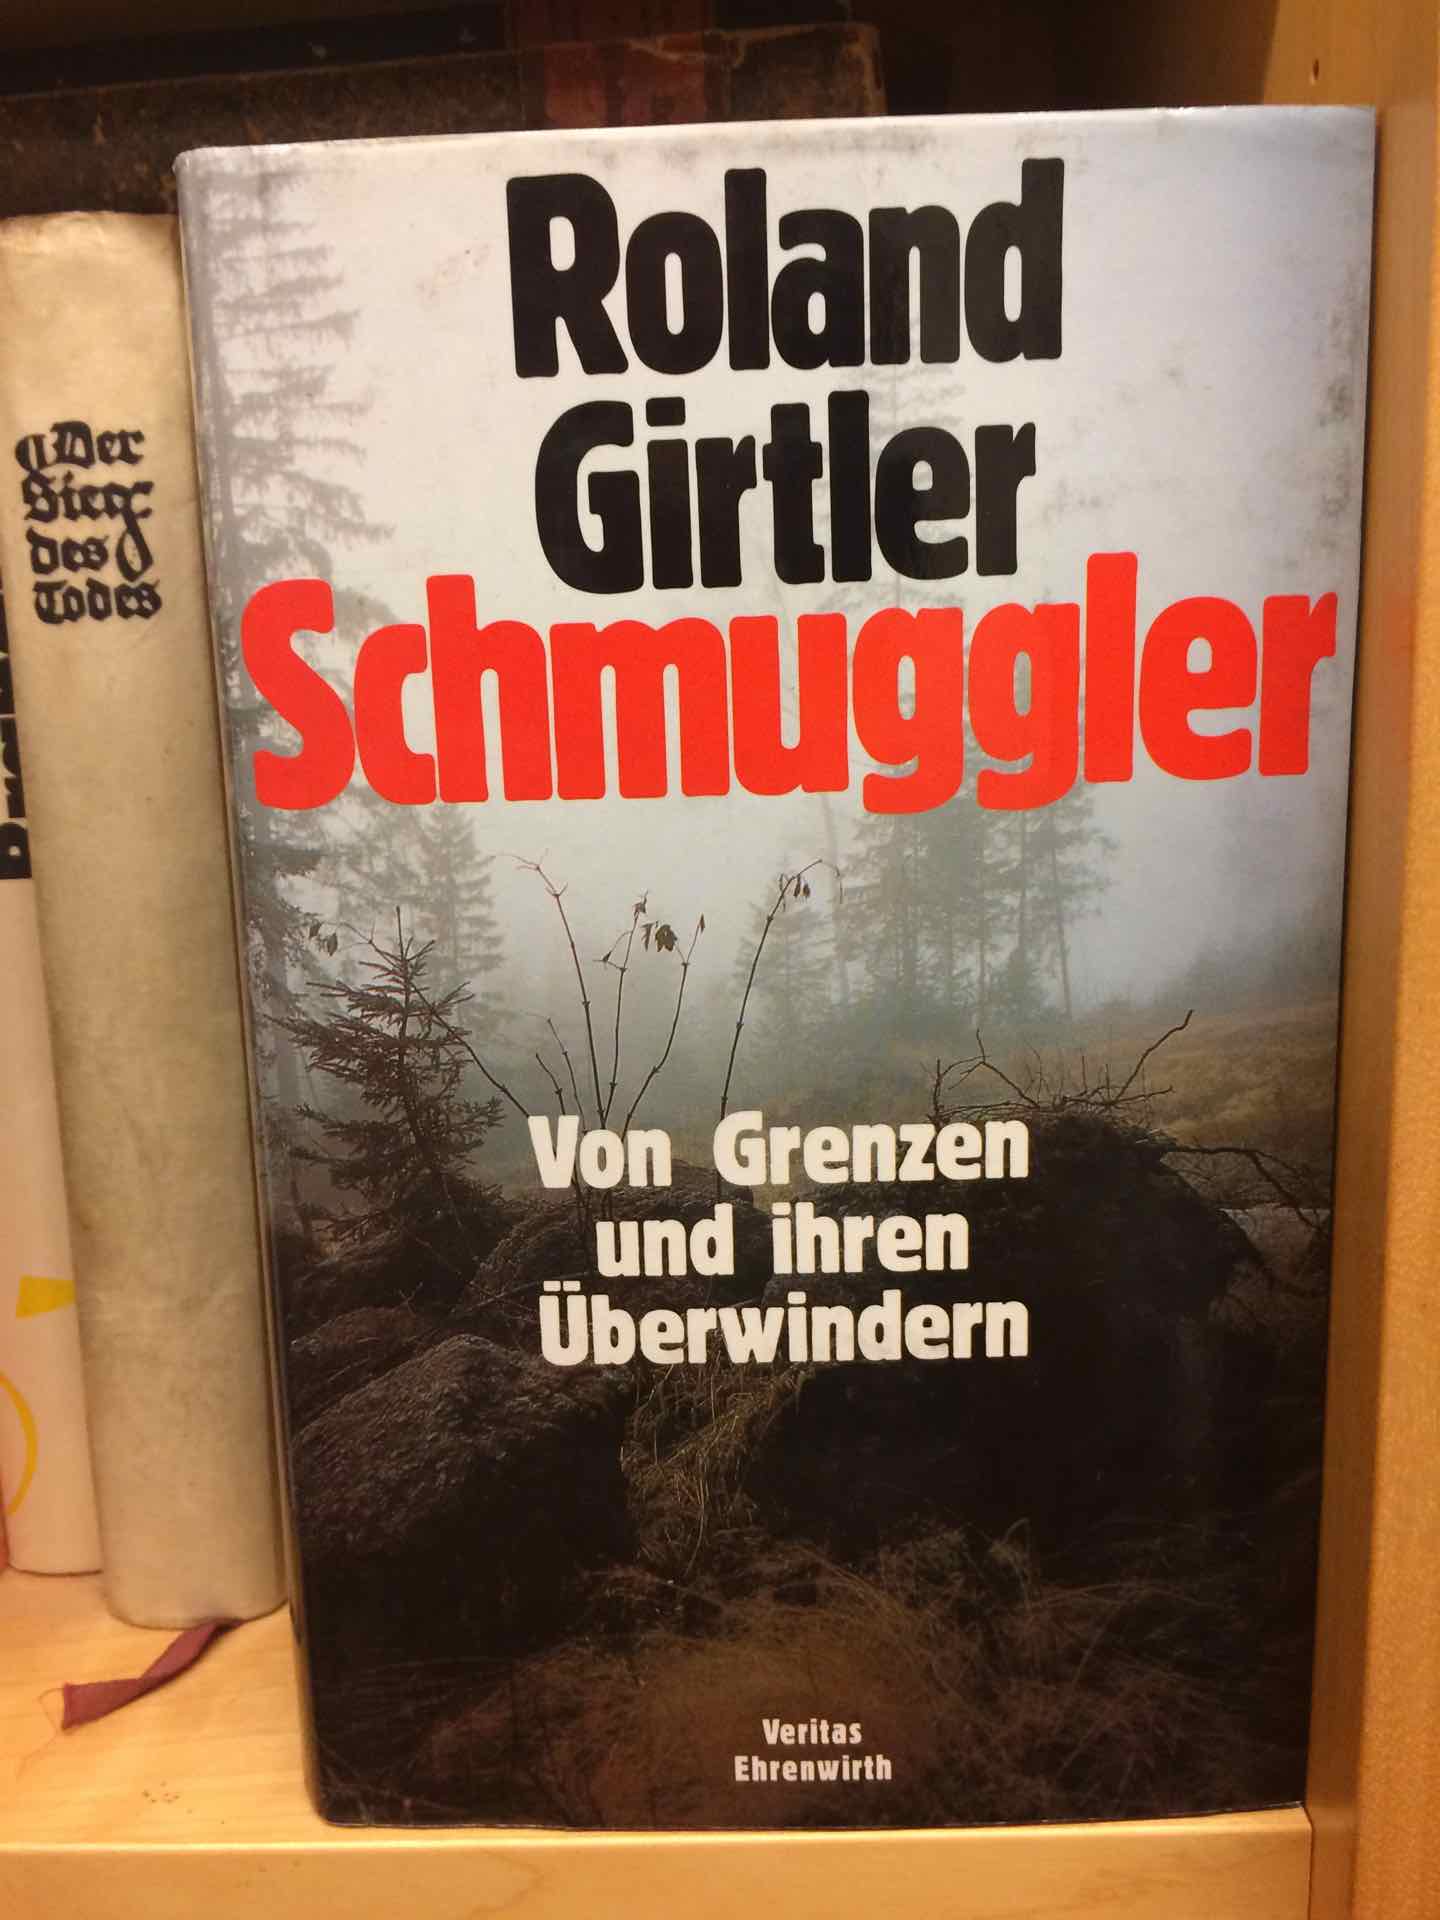 Roland
Girtler
Schmuggler
Von Grenzen
und ihren
Überwindern
Veritas
Ehrenwirth
Der
Sieg
des
Todes